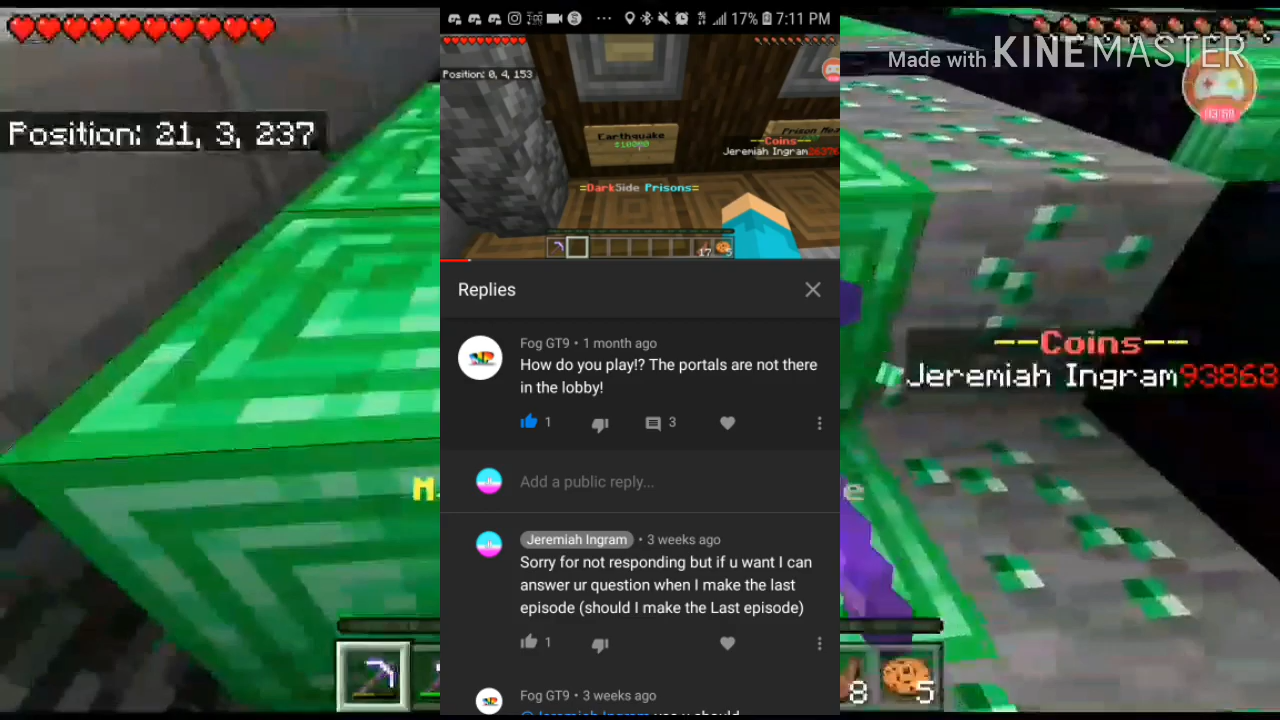 17% 7:11 PM
Made with KINEMASTER
Position: 0, 4, 153
Position: 21, 3, 237
03:50
Earthquake
--Coins--
Jeremiah Ingram
=DarkSide Prisons=
17
5
Replies
Fog GT9 • 1 month ago
How do you play!? The portals are not there
in the lobby!
1
3
Add a public reply...
--Coins--
Jeremiah Ingram93868
Jeremiah Ingram • 3 weeks ago
Sorry for not responding but if u want I can
answer ur question when I make the last
episode (should I make the Last episode)
1
Fog GT9 • 3 weeks ago
8
5